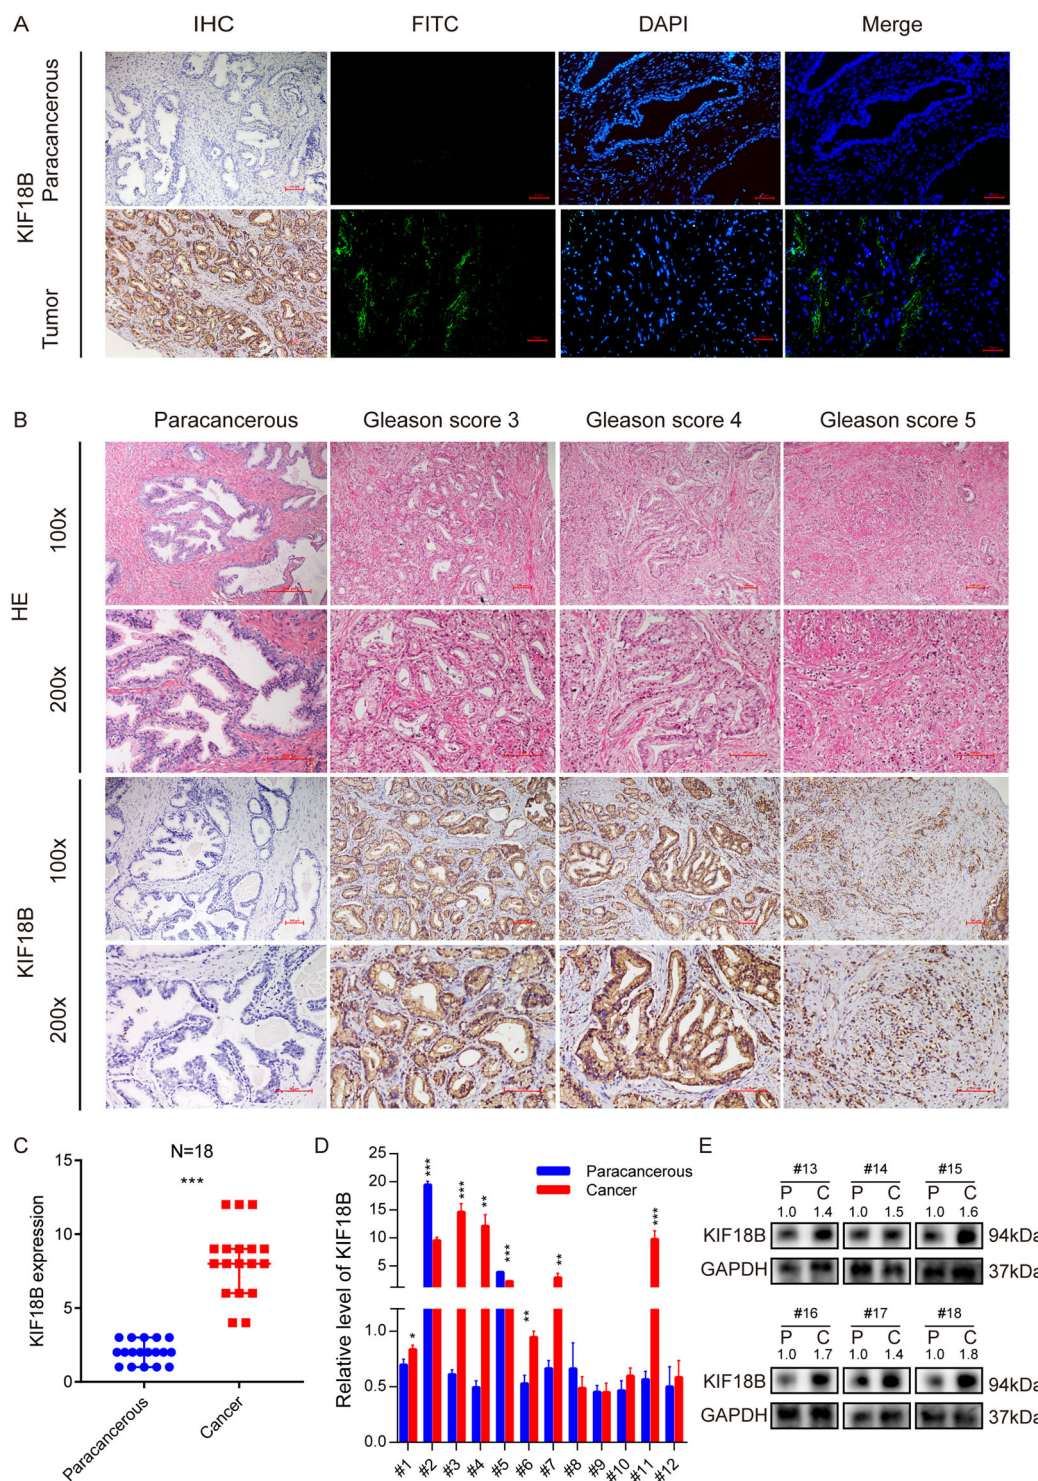 A
IHC
FITC
DAPI
Merge
KIF18B
Paracancerous
Tumor
B
Paracancerous
Gleason score 3
Gleason score 4
Gleason score 5
HE
100x
200x
KIF18B
100x
200x
C
N=18
***
KIF18B expression
15
10
5
0
Paracancerous
Cancer
D
Relative level of KIF18B
25
20
15
10
5
1.0
0.5
0.0
Paracancerous
Cancer
*
***
***
**
***
**
**
***
#1
#2
#3
#4
#5
#6
#7
#8
#9
#10
#11
#12
E
#13 #14 #15
P C P C P C
1.0 1.4 1.0 1.5 1.0 1.6
KIF18B 94kDa
GAPDH 37kDa
#16 #17 #18
P C P C P C
1.0 1.7 1.0 1.4 1.0 1.8
KIF18B 94kDa
GAPDH 37kDa